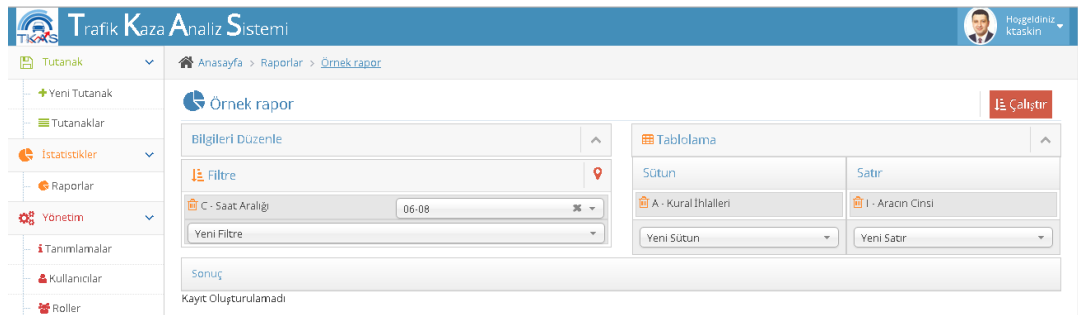 TKAS
Trafik Kaza Analiz Sistemi
Hoşgeldiniz
ktaskin
Tutanak
Yeni Tutanak
Tutanaklar
İstatistikler
Raporlar
Yönetim
Tanımlamalar
Kullanıcılar
Roller
Anasayfa > Raporlar > Örnek rapor
Örnek rapor
Çalıştır
Bilgileri Düzenle
Filtre
C - Saat Aralığı
06-08
Yeni Filtre
Tablolama
Sütun
Satır
A - Kural İhlalleri
I - Aracın Cinsi
Yeni Sütun
Yeni Satır
Sonuç
Kayıt Oluşturulamadı